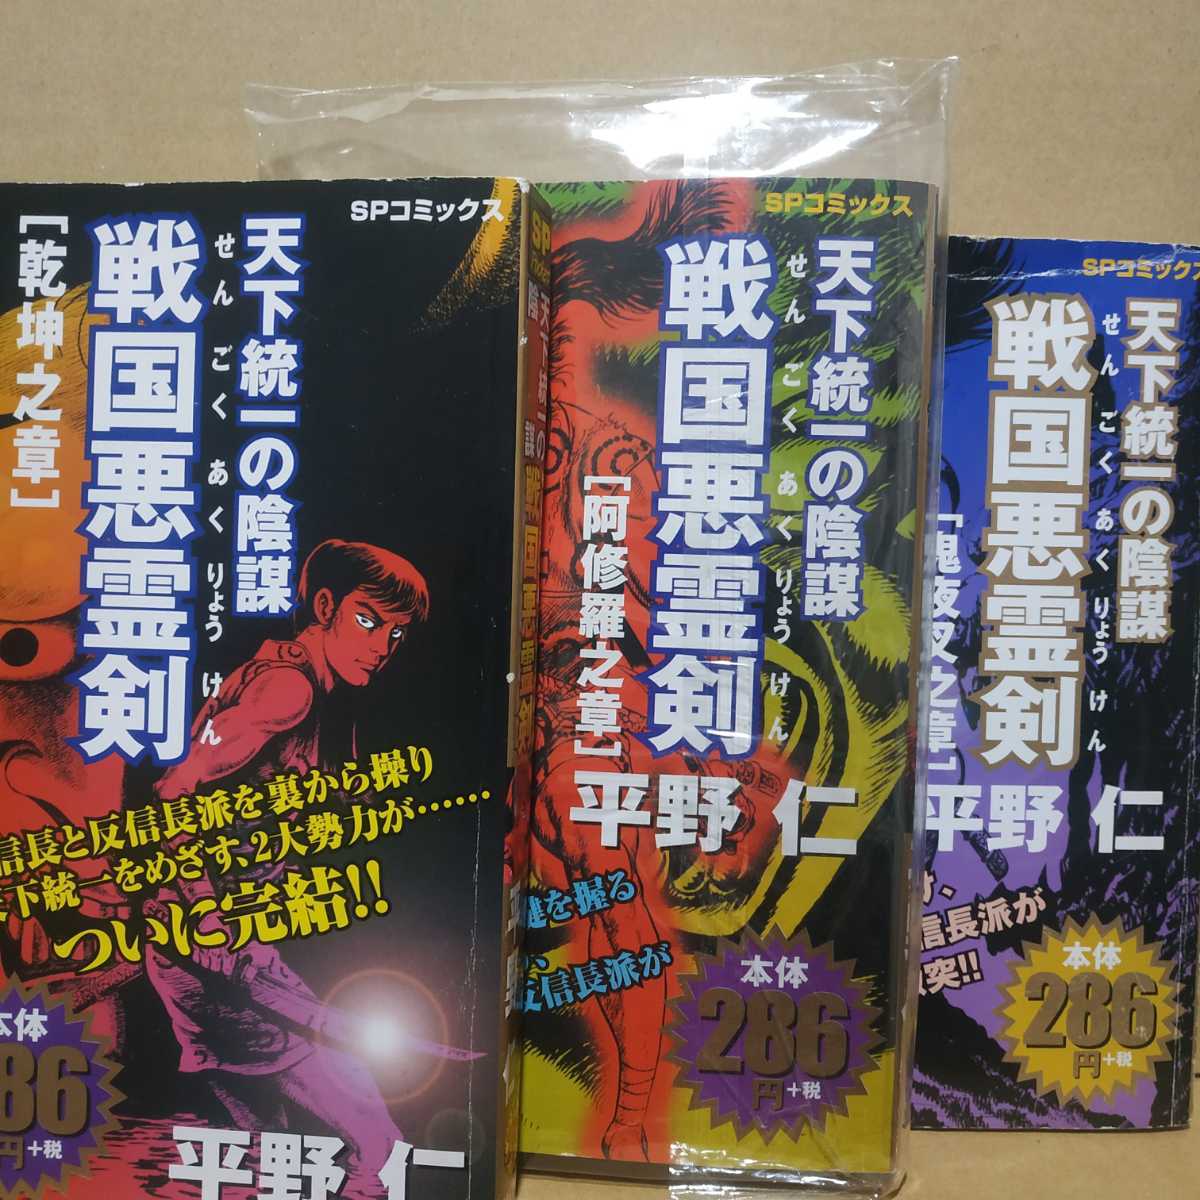 SPコミックス
天下統一の陰謀
戦国悪霊剣
せんごくあくりょうけん
[乾坤之章]
信長と反信長派を裏から操り
下統一をめざす、2大勢力が……
ついに完結!!
本体
86
円+税
平野 仁
SPコミックス
天下統一の陰謀
戦国悪霊剣
せんごくあくりょうけん
[阿修羅之章]
平野 仁
鍵を握る
反信長派が
本体
286
円+税
SPコミックス
天下統一の陰謀
戦国悪霊剣
せんごくあくりょうけん
[鬼夜叉之章]
平野 仁
信長派が
突!!
本体
286
円+税